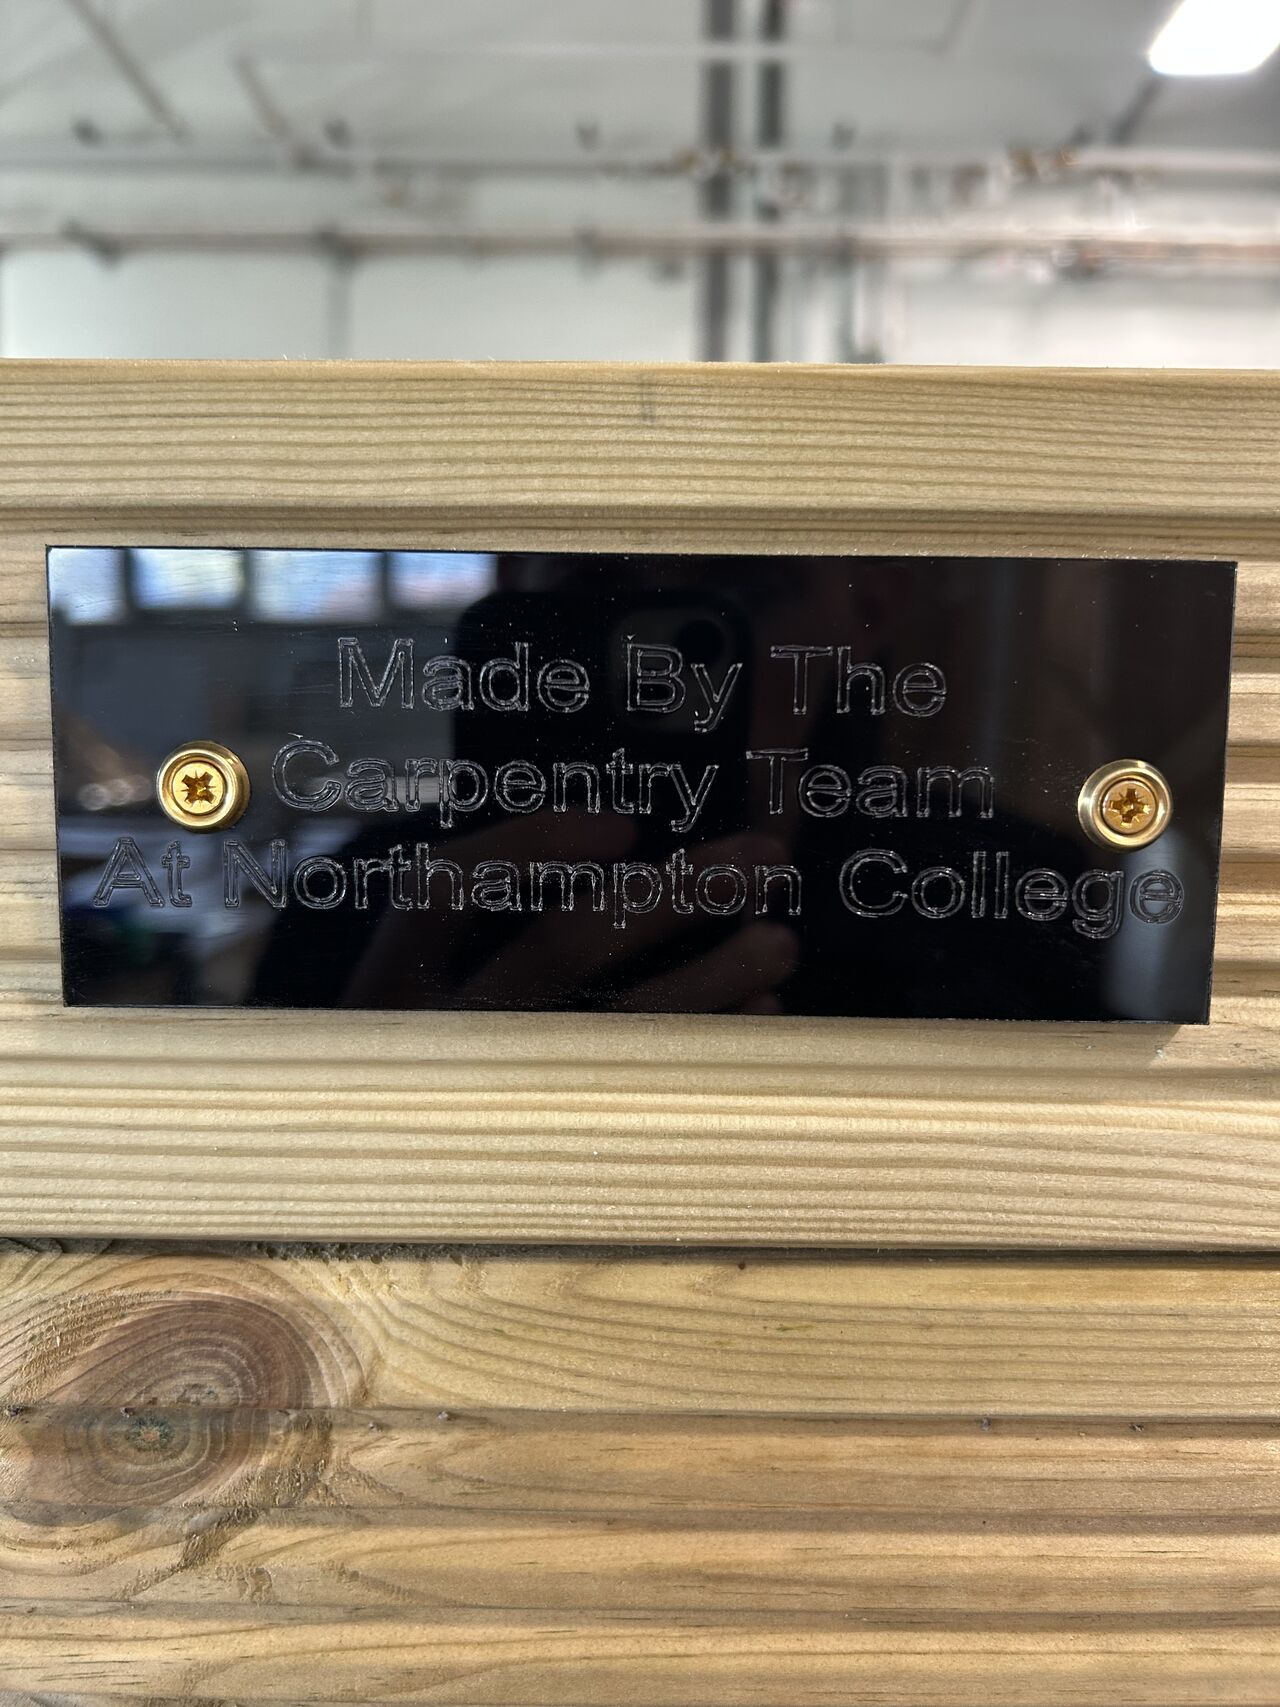 Made By The
Carpentry Team
At Northampton College